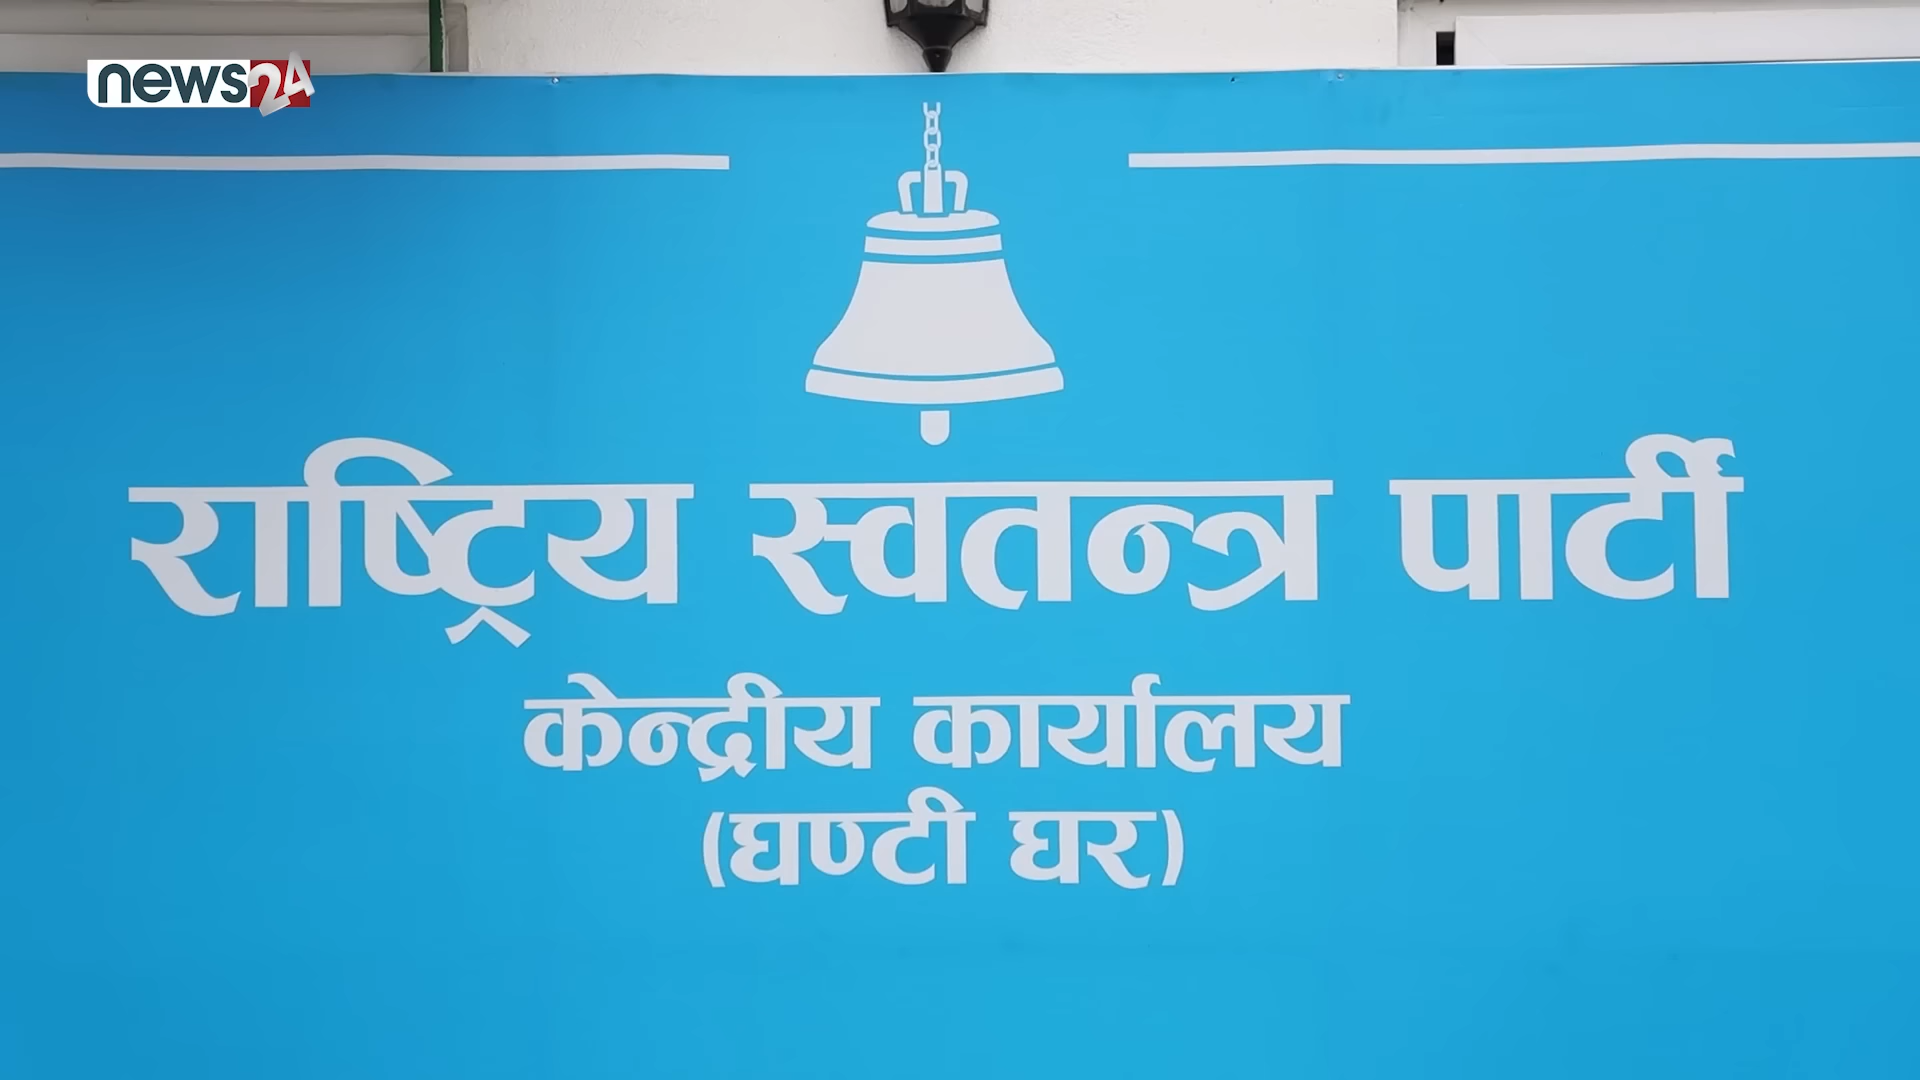 news24
राष्ट्रिय स्वतन्त्र पार्टी
केन्द्रीय कार्यालय
(घण्टी घर)